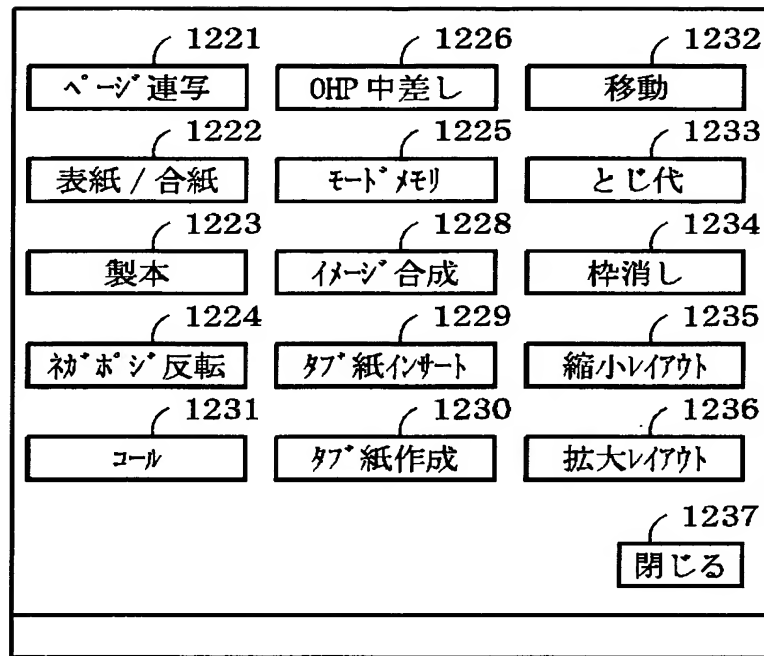 1221 1226 1232
ﾍﾟｰｼﾞ連写 OHP中差し 移動
1222 1225 1233
表紙/合紙 ﾓｰﾄﾞﾒﾓﾘ とじ代
1223 1228 1234
製本 ｲﾒｰｼﾞ合成 枠消し
1224 1229 1235
ﾈｶﾞﾎﾟｼﾞ反転 ﾀﾌﾞ紙ｲﾝｻｰﾄ 縮小ﾚｲｱｳﾄ
1231 1230 1236
ｺｰﾙ ﾀﾌﾞ紙作成 拡大ﾚｲｱｳﾄ
1237
閉じる